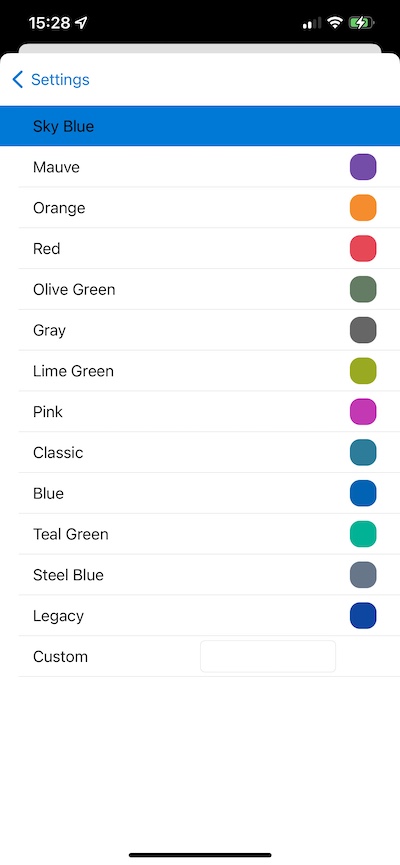 15:28
Settings
Sky Blue
Mauve
Orange
Red
Olive Green
Gray
Lime Green
Pink
Classic
Blue
Teal Green
Steel Blue
Legacy
Custom